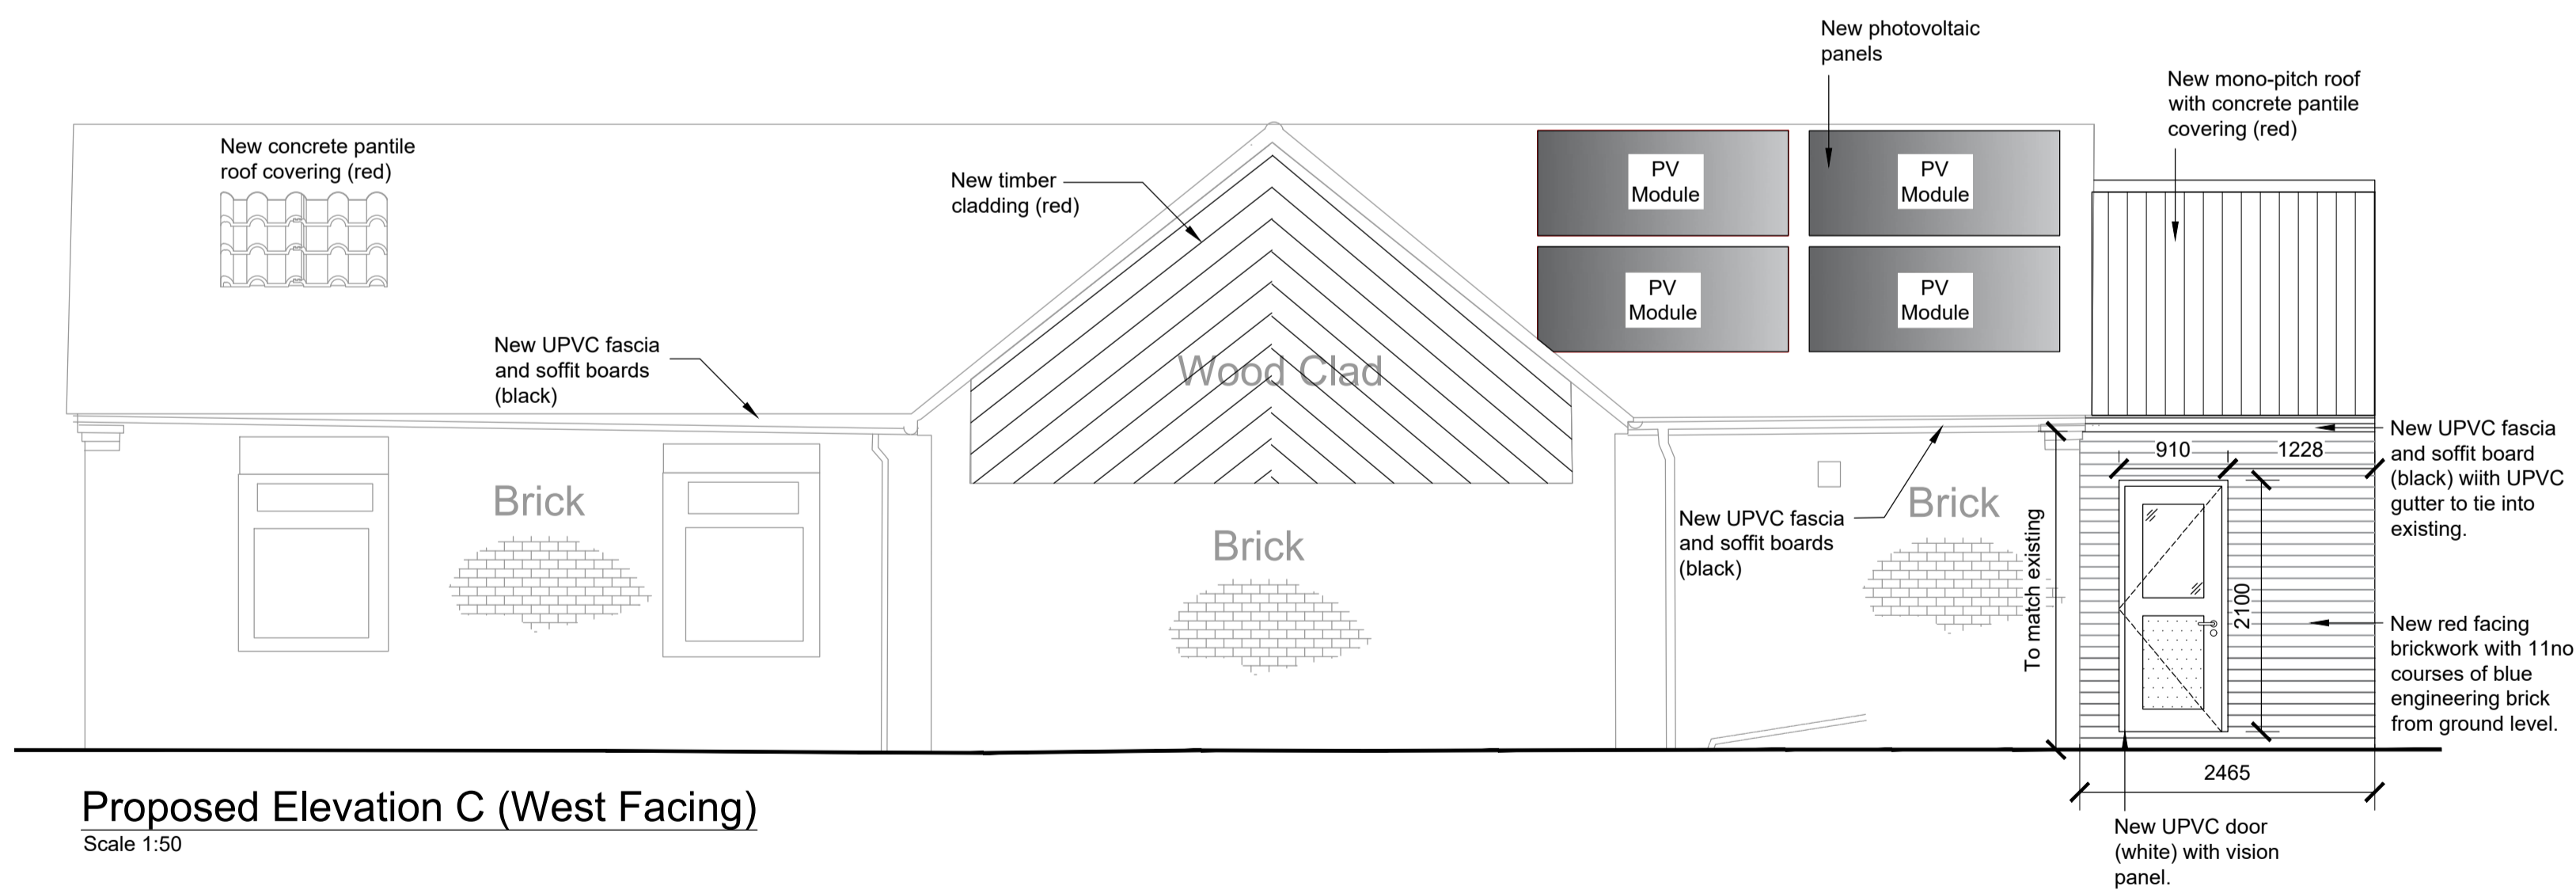 New photovoltaic
panels
New mono-pitch roof
with concrete pantile
covering (red)
New concrete pantile
roof covering (red)
New timber
cladding (red)
PV
Module
PV
Module
PV
Module
PV
Module
New UPVC fascia
and soffit boards
(black)
Wood Clad
New UPVC fascia
and soffit board
(black) wiith UPVC
gutter to tie into
existing.
910
1228
Brick
Brick
Brick
New UPVC fascia
and soffit boards
(black)
To match existing
2100
New red facing
brickwork with 11no
courses of blue
engineering brick
from ground level.
2465
Proposed Elevation C (West Facing)
Scale 1:50
New UPVC door
(white) with vision
panel.